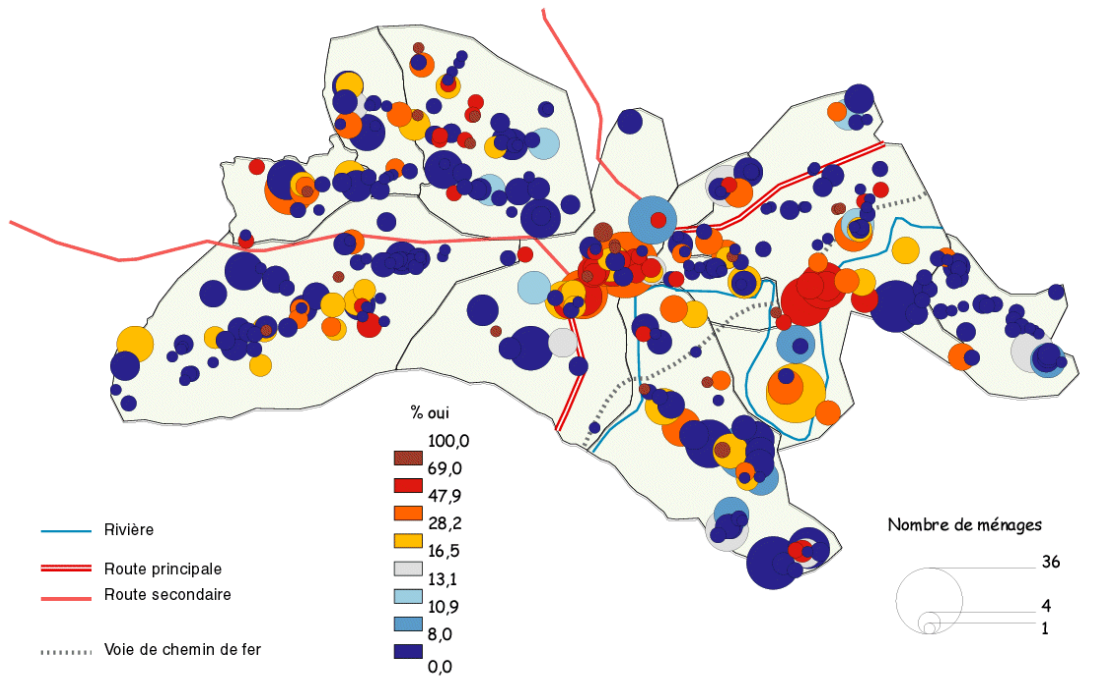 % oui
100,0
69,0
47,9
28,2
16,5
13,1
10,9
8,0
0,0
Rivière
Route principale
Route secondaire
Voie de chemin de fer
Nombre de ménages
36
4
1